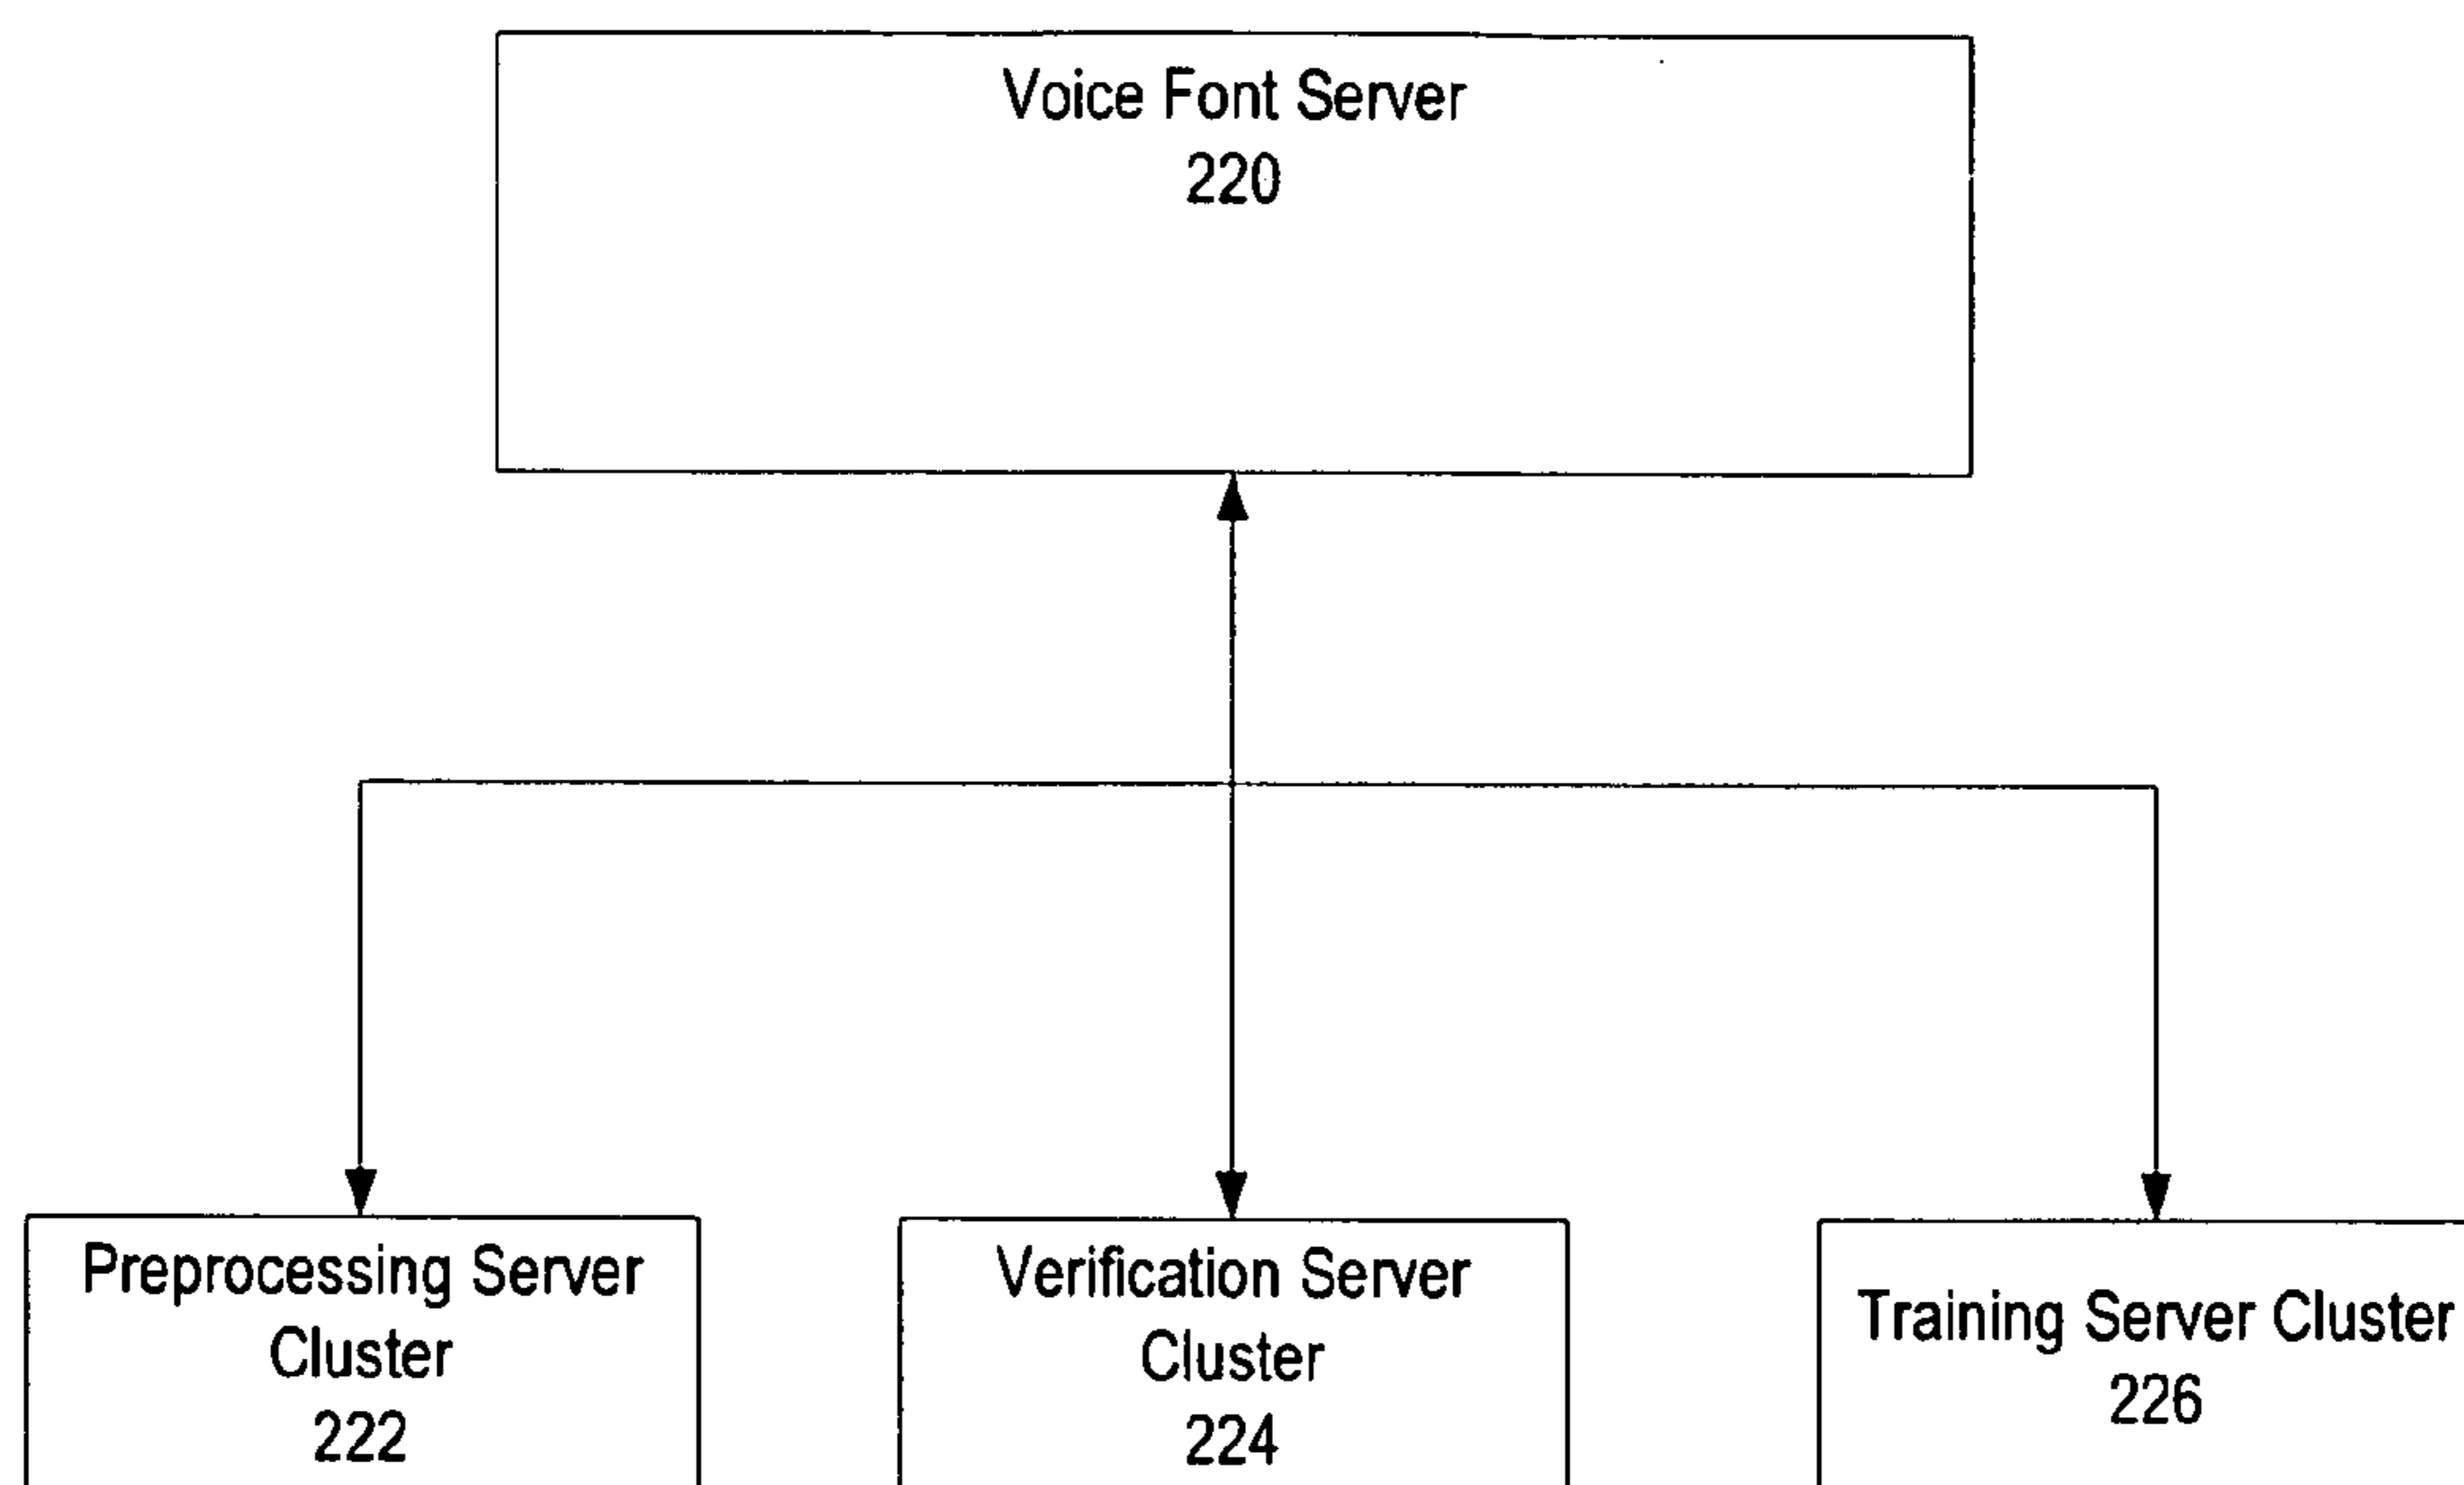 Voice Font Server
220
Preprocessing Server
Cluster
222
Verification Server
Cluster
224
Training Server Cluster
226